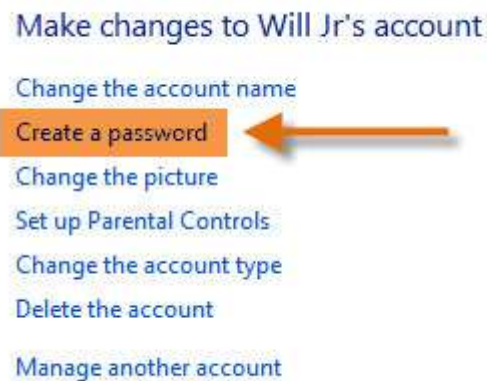 Make changes to Will Jr's account
Change the account name
Create a password
Change the picture
Set up Parental Controls
Change the account type
Delete the account
Manage another account